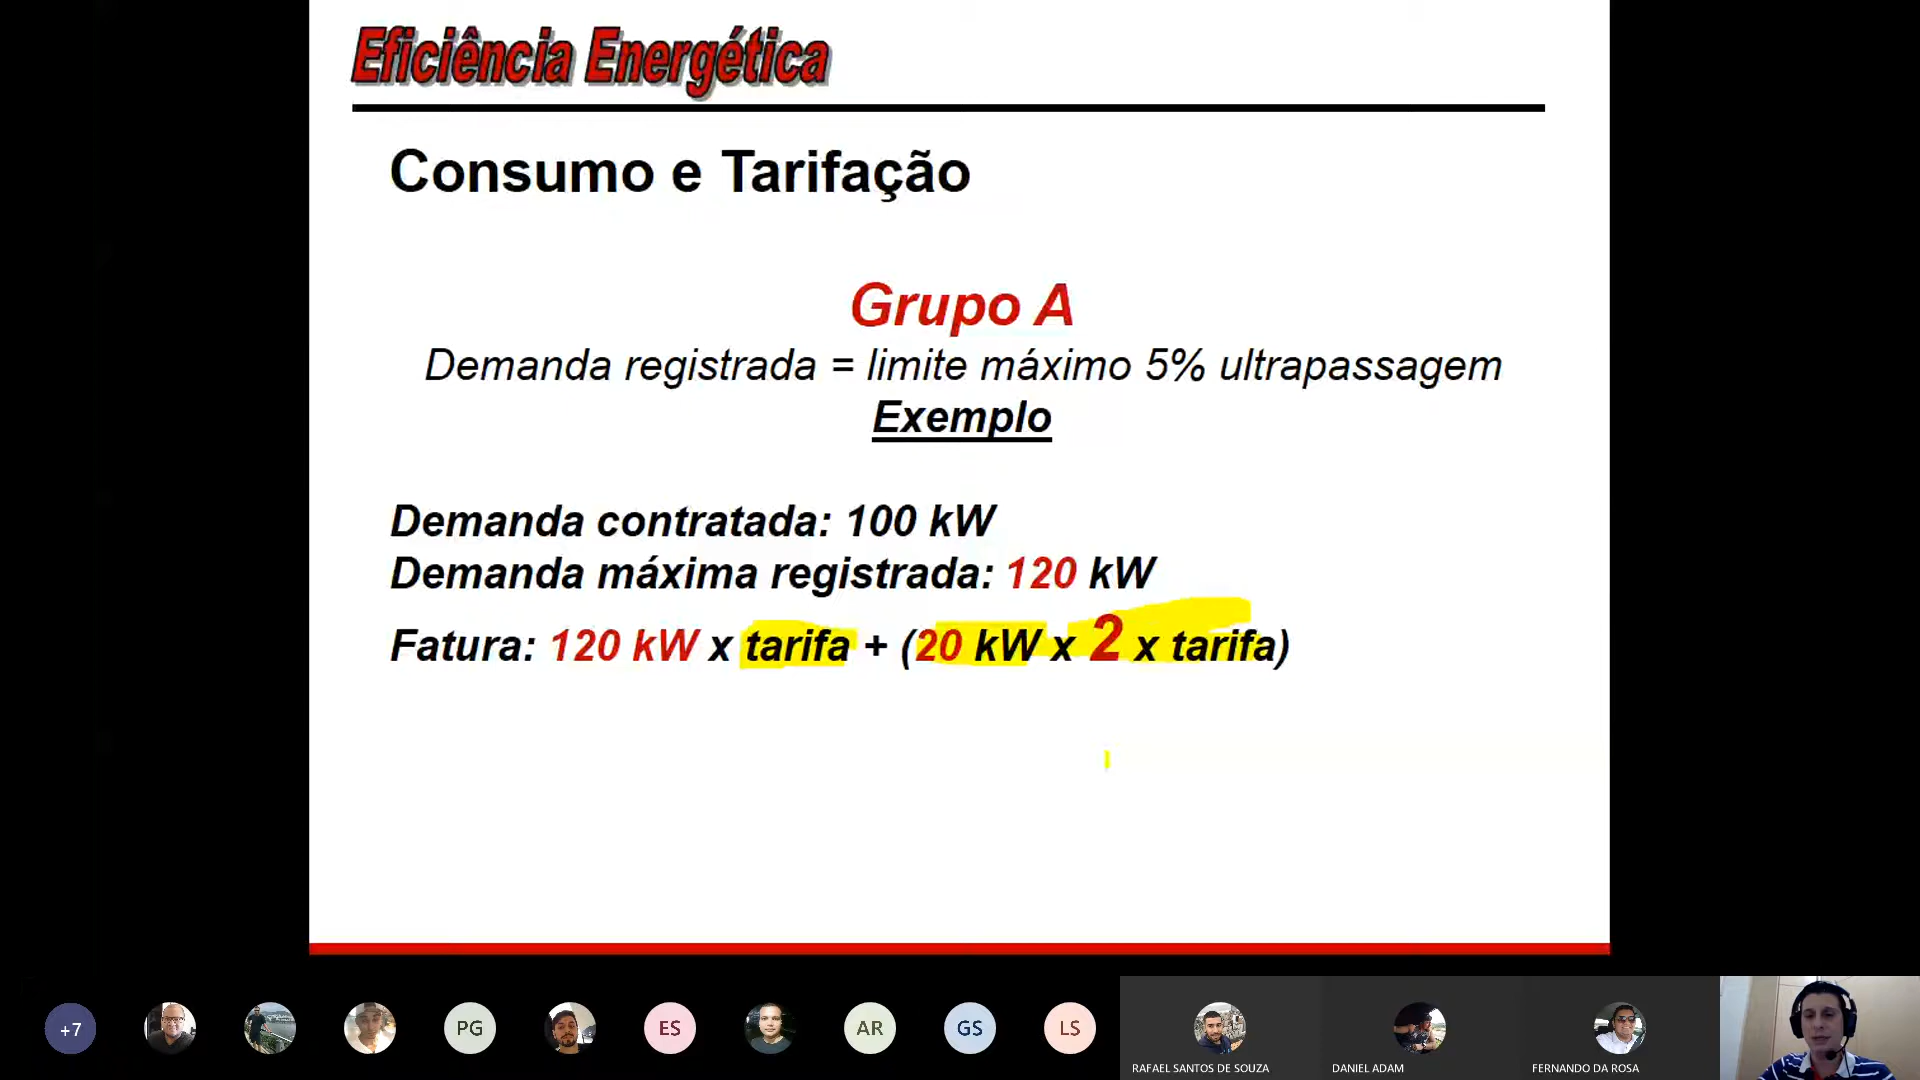 Eficiência Energética
Consumo e Tarifação
Grupo A
Demanda registrada = limite máximo 5% ultrapassagem
Exemplo
Demanda contratada: 100 kW
Demanda máxima registrada: 120 kW
Fatura: 120 kW x tarifa + (20 kW x 2 x tarifa)
+7
PG
ES
AR
GS
LS
RAFAEL SANTOS DE SOUZA
DANIEL ADAM
FERNANDO DA ROSA